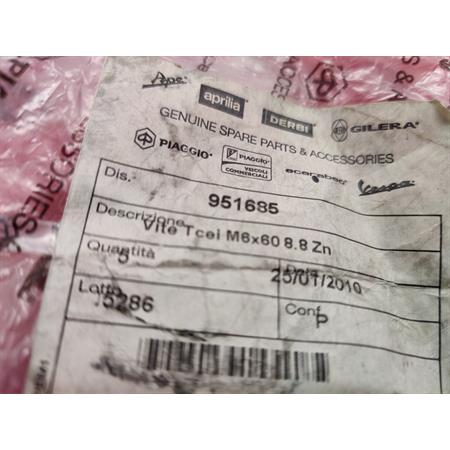 Ape
aprilia
DERBI
GILERA
GENUINE SPARE PARTS & ACCESSORIES
PIAGGIO
PIAGGIO
VEICOLI
COMMERCIALI
scarabeo
Vespa
Dis.
951685
Descrizione
Vite Tcei M6x60 8.8 Zn
Quantità
5
Data
25/01/2010
Lotto
5286
Conf.
P